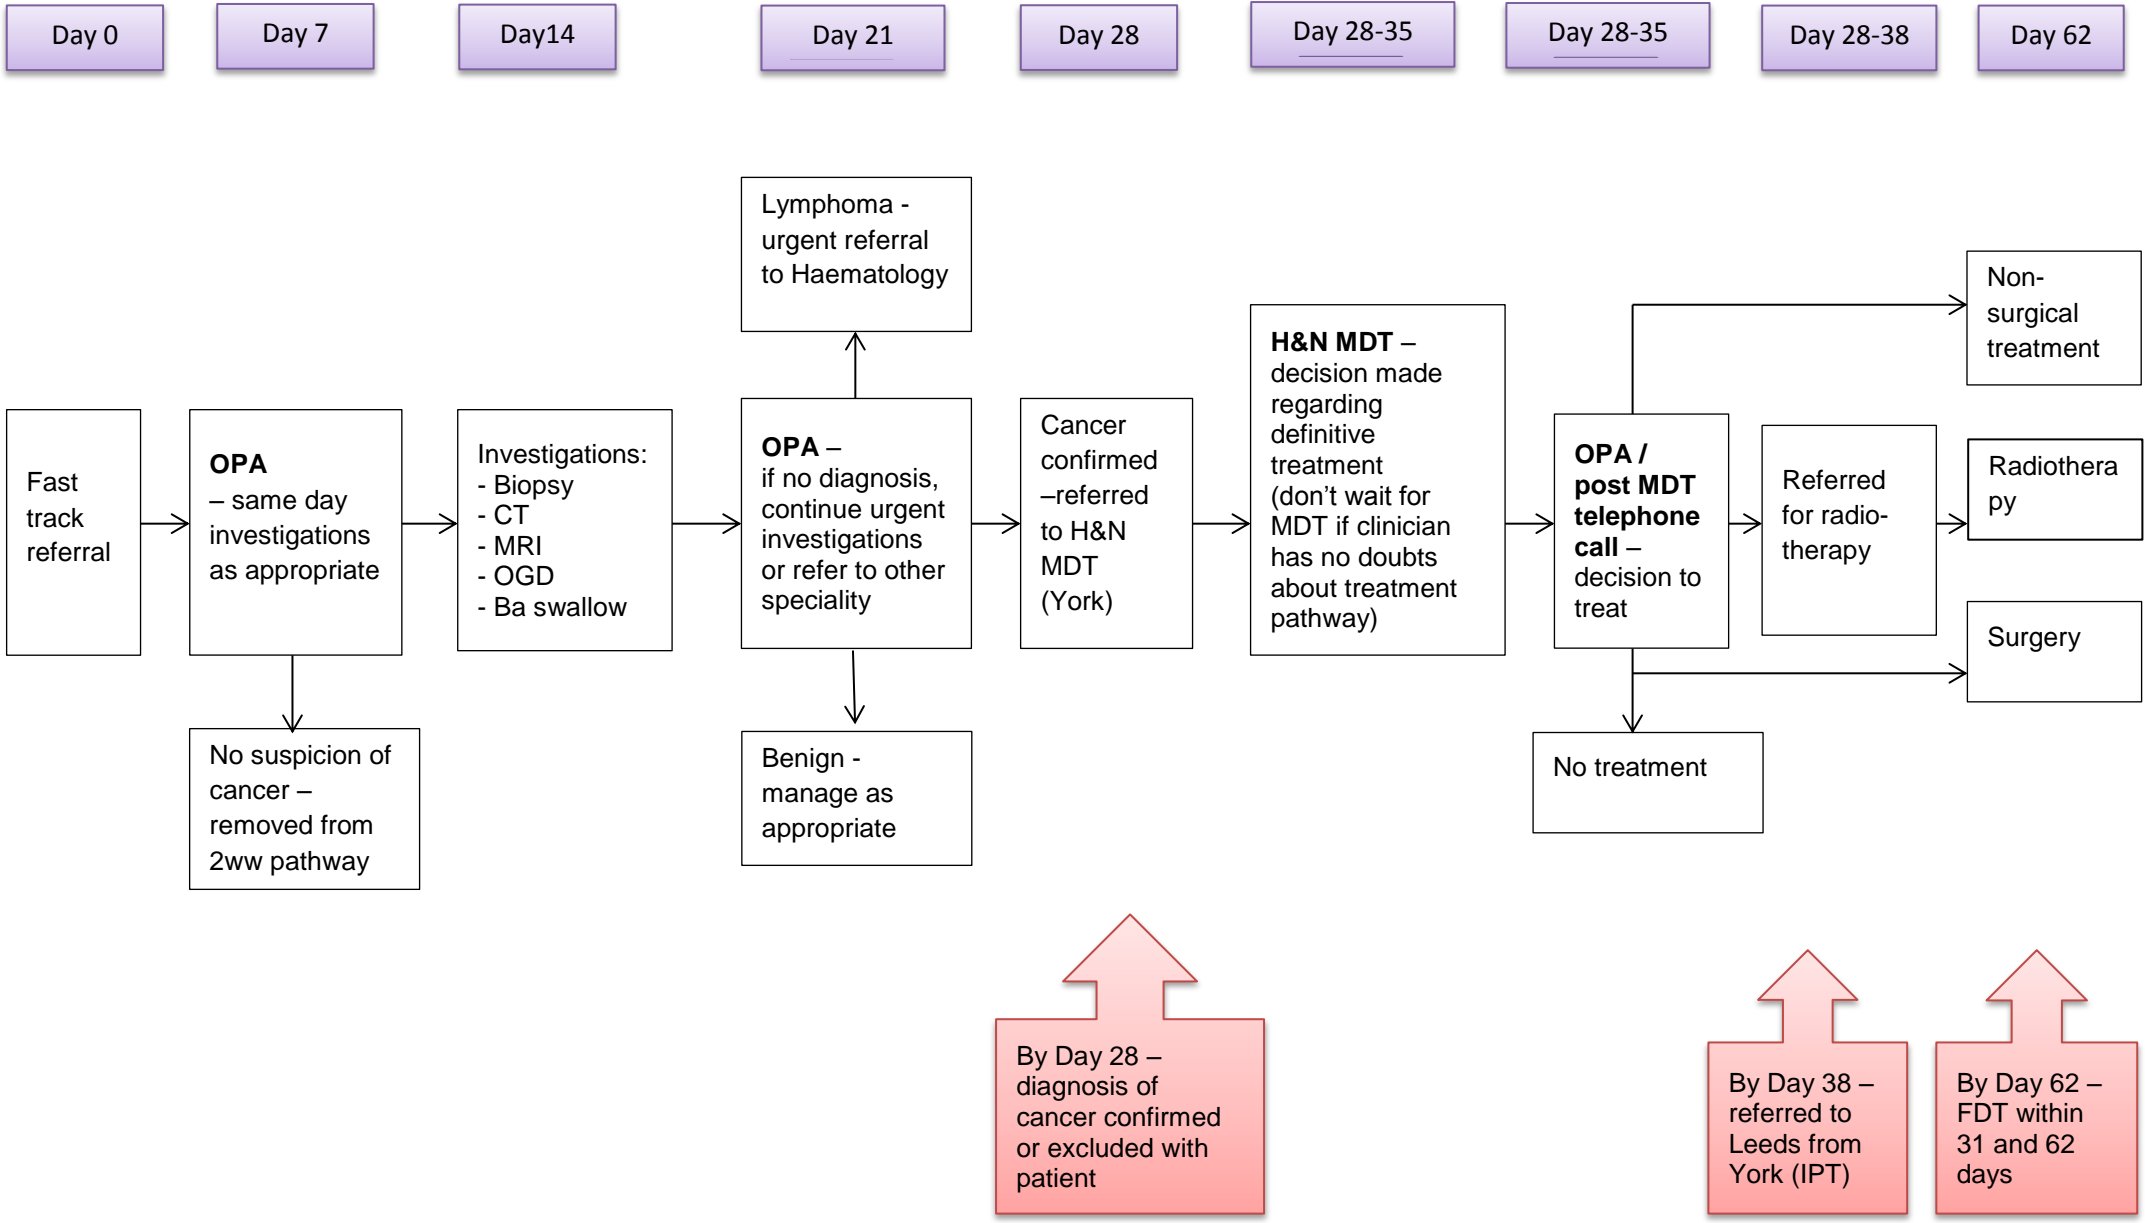 Day 0
Day 7
Day14
Day 21
Day 28
Day 28-35
Day 28-35
Day 28-38
Day 62
Fast
track
referral
OPA
– same day
investigations
as appropriate
No suspicion of
cancer –
removed from
2ww pathway
Investigations:
- Biopsy
- CT
- MRI
- OGD
- Ba swallow
Lymphoma -
urgent referral
to Haematology
OPA –
if no diagnosis,
continue urgent
investigations
or refer to other
speciality
Benign -
manage as
appropriate
Cancer
confirmed
–referred
to H&N
MDT
(York)
H&N MDT –
decision made
regarding
definitive
treatment
(don’t wait for
MDT if clinician
has no doubts
about treatment
pathway)
OPA /
post MDT
telephone
call –
decision to
treat
No treatment
Referred
for radio-
therapy
Non-
surgical
treatment
Radiothera
py
Surgery
By Day 28 –
diagnosis of
cancer confirmed
or excluded with
patient
By Day 38 –
referred to
Leeds from
York (IPT)
By Day 62 –
FDT within
31 and 62
days